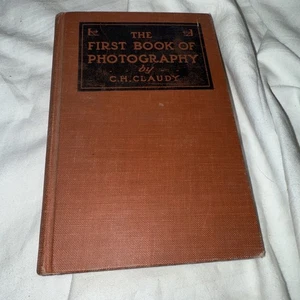 THE
FIRST BOOK OF
PHOTOGRAPHY
by
C.H. CLAUDY